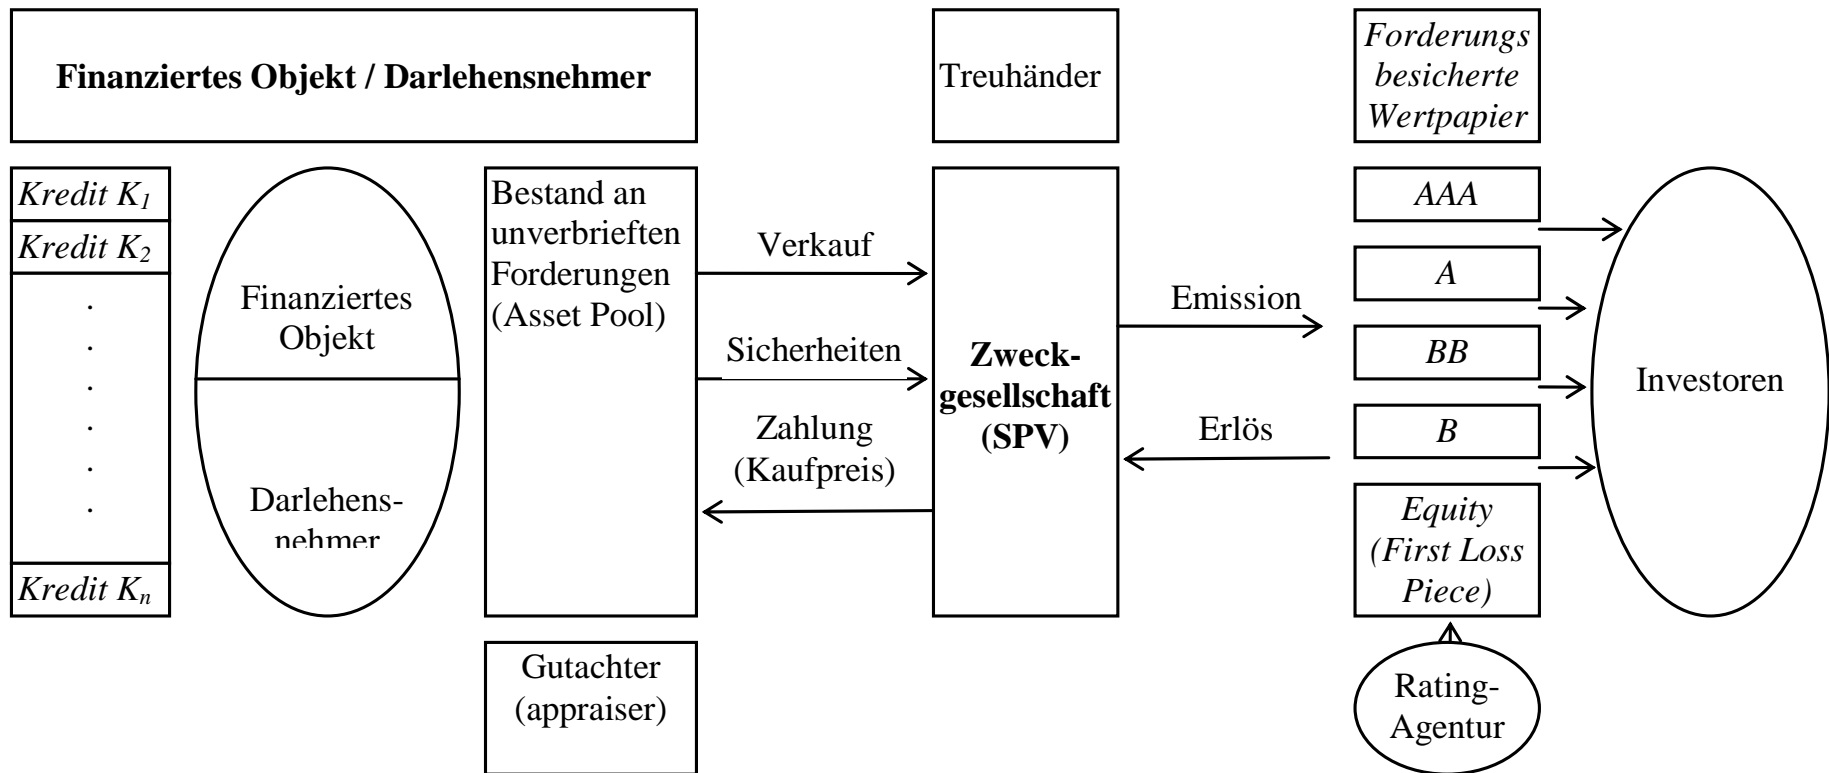 Finanziertes Objekt / Darlehensnehmer
Treuhänder
Forderungs
besicherte
Wertpapier
Kredit K1
Kredit K2
.
.
.
.
.
.
Kredit Kn
Finanziertes
Objekt
Darlehens-
nehmer
Bestand an
unverbrieften
Forderungen
(Asset Pool)
Verkauf
Sicherheiten
Zahlung
(Kaufpreis)
Zweck-
gesellschaft
(SPV)
Emission
Erlös
AAA
A
BB
B
Equity
(First Loss
Piece)
Investoren
Gutachter
(appraiser)
Rating-
Agentur